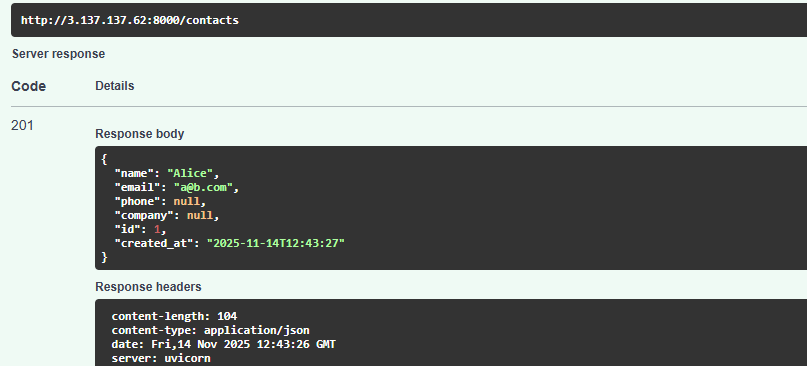 http://3.137.137.62:8000/contacts
Server response
Code Details
201
Response body
{
  "name": "Alice",
  "email": "a@b.com",
  "phone": null,
  "company": null,
  "id": 1,
  "created_at": "2025-11-14T12:43:27"
}
Response headers
content-length: 104
content-type: application/json
date: Fri,14 Nov 2025 12:43:26 GMT
server: uvicorn